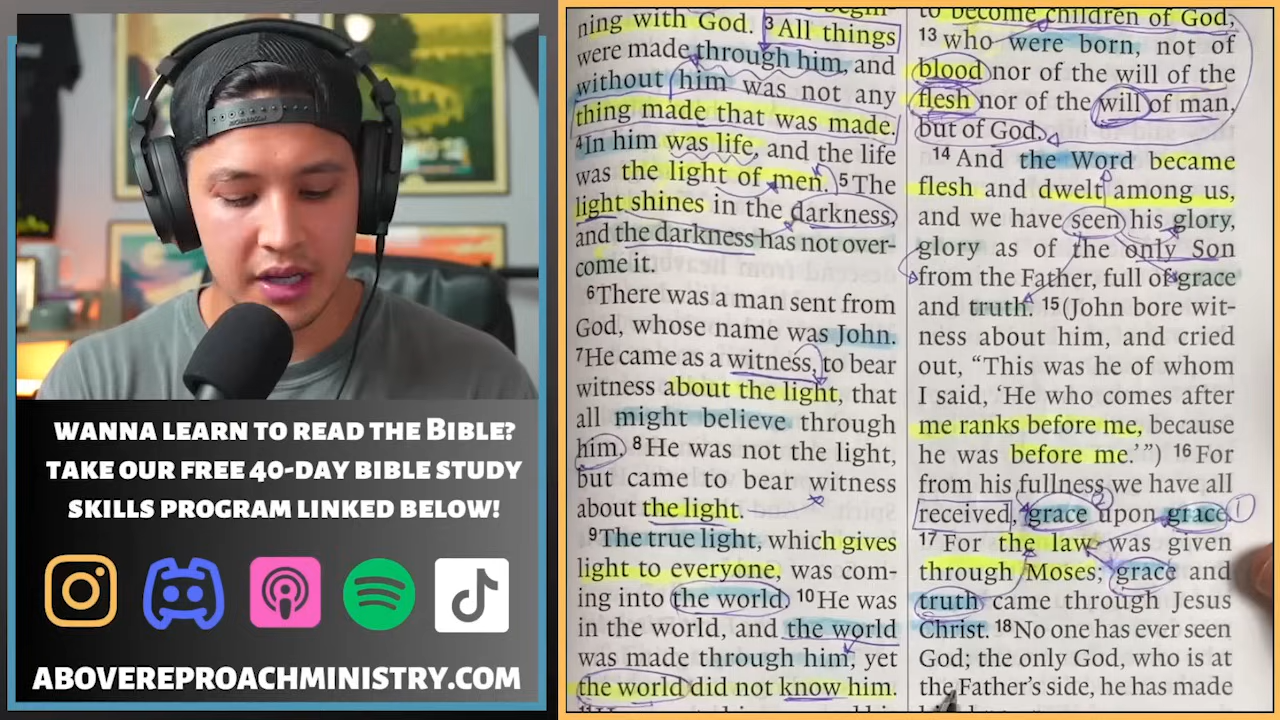 WANNA LEARN TO READ THE BIBLE?
TAKE OUR FREE 40-DAY BIBLE STUDY
SKILLS PROGRAM LINKED BELOW!
ABOVEREPROACHMINISTRY.COM
ning with God. 3 All things
were made through him, and
without him was not any
thing made that was made.
4 In him was life, and the life
was the light of men. 5 The
light shines in the darkness,
and the darkness has not over-
come it.
6 There was a man sent from
God, whose name was John.
7 He came as a witness, to bear
witness about the light, that
all might believe through
him. 8 He was not the light,
but came to bear witness
about the light.
9 The true light, which gives
light to everyone, was com-
ing into the world. 10 He was
in the world, and the world
was made through him, yet
the world did not know him.
to become children of God,
13 who were born, not of
blood nor of the will of the
flesh nor of the will of man,
but of God.
14 And the Word became
flesh and dwelt among us,
and we have seen his glory,
glory as of the only Son
from the Father, full of grace
and truth. 15 (John bore wit-
ness about him, and cried
out, “This was he of whom
I said, ‘He who comes after
me ranks before me, because
he was before me.’”) 16 For
from his fullness we have all
received, grace upon grace. 2 1
17 For the law was given
through Moses; grace and
truth came through Jesus
Christ. 18 No one has ever seen
God; the only God, who is at
the Father’s side, he has made